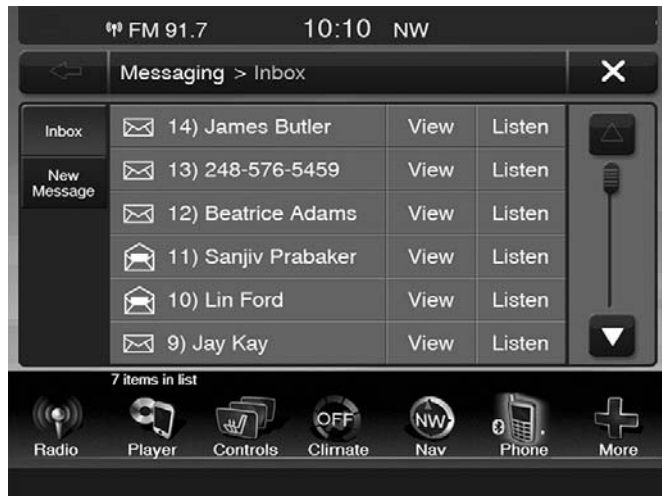 FM 91.7 10:10 NW
Messaging > Inbox
Inbox
New
Message
14) James Butler View Listen
13) 248-576-5459 View Listen
12) Beatrice Adams View Listen
11) Sanjiv Prabaker View Listen
10) Lin Ford View Listen
9) Jay Kay View Listen
7 items in list
OFF NW
Radio Player Controls Climate Nav Phone More